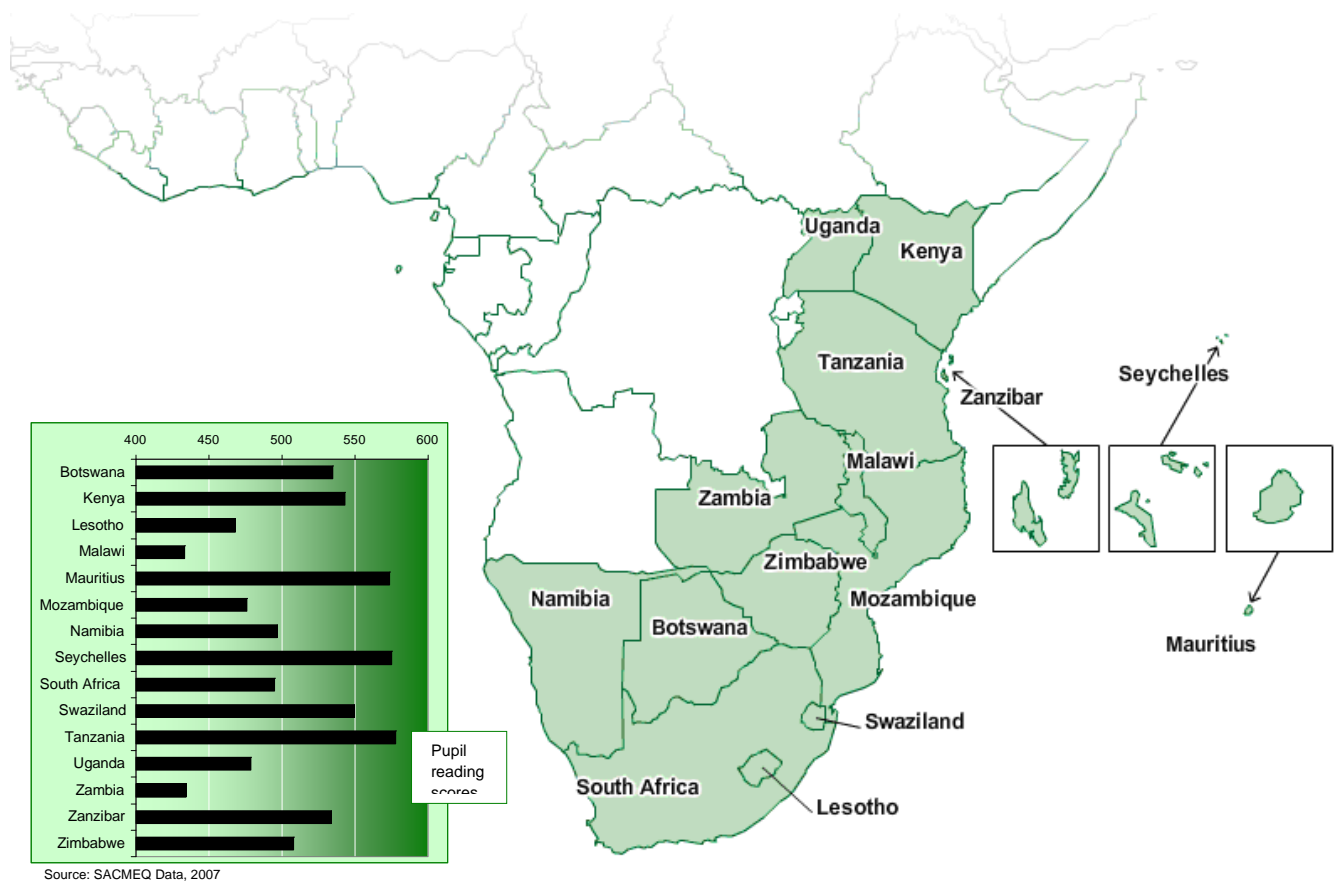 Uganda
Kenya
Tanzania
Seychelles
Zanzibar
Malawi
Zambia
Zimbabwe
Namibia
Mozambique
Botswana
Mauritius
Swaziland
South Africa
Lesotho
400 450 500 550 600
Botswana
Kenya
Lesotho
Malawi
Mauritius
Mozambique
Namibia
Seychelles
South Africa
Swaziland
Tanzania
Uganda
Zambia
Zanzibar
Zimbabwe
Pupil
reading
scores
Source: SACMEQ Data, 2007